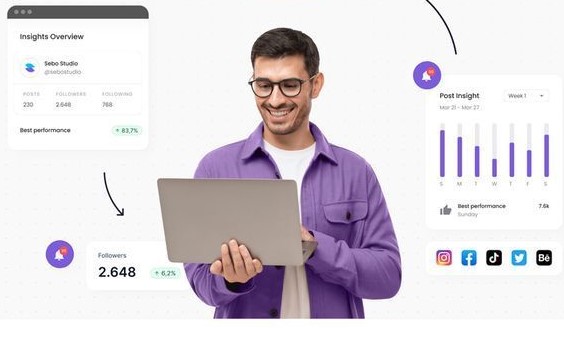 Insights Overview
Sebo Studio
@sebostudio
POSTS FOLLOWERS FOLLOWING
230 2.648 768
Best performance + 83,7%
Followers
2.648 + 6,2%
Post Insight Week 1
Mar 21 - Mar 27
S M T W T F S
Best performance 7.6k
Sunday
Bē